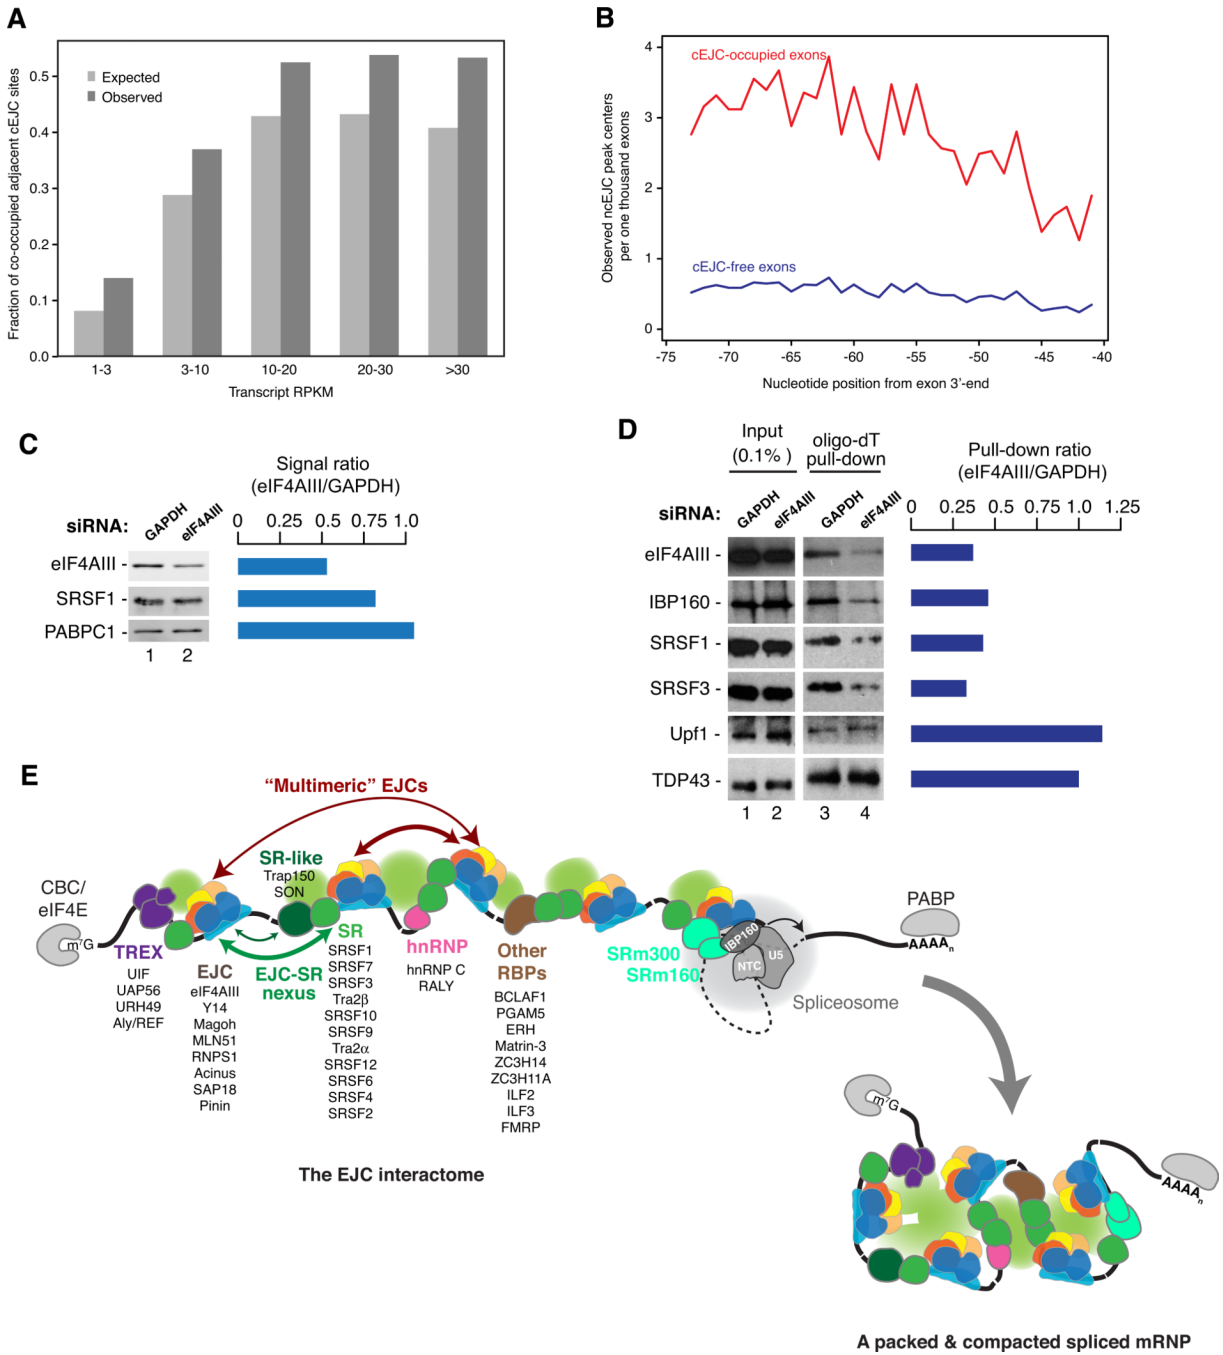 A
Fraction of co-occupied adjacent cEJC sites
0.5
0.4
0.3
0.2
0.1
0.0
Expected
Observed
1-3
3-10
10-20
20-30
>30
Transcript RPKM
B
Observed ncEJC peak centers
per one thousand exons
4
3
2
1
0
cEJC-occupied exons
cEJC-free exons
-75
-70
-65
-60
-55
-50
-45
-40
Nucleotide position from exon 3'-end
C
Signal ratio
(eIF4AIII/GAPDH)
siRNA:
GAPDH
eIF4AIII
0
0.25
0.5
0.75
1.0
eIF4AIII -
SRSF1 -
PABPC1 -
1
2
D
Input
(0.1% )
oligo-dT
pull-down
Pull-down ratio
(eIF4AIII/GAPDH)
siRNA:
GAPDH
eIF4AIII
GAPDH
eIF4AIII
0
0.25
0.5
0.75
1.0
1.25
eIF4AIII -
IBP160 -
SRSF1 -
SRSF3 -
Upf1 -
TDP43 -
1
2
3
4
E
“Multimeric” EJCs
CBC/
eIF4E
m7G
TREX
UIF
UAP56
URH49
Aly/REF
EJC
eIF4AIII
Y14
Magoh
MLN51
RNPS1
Acinus
SAP18
Pinin
SR-like
Trap150
SON
EJC-SR
nexus
SR
SRSF1
SRSF7
SRSF3
Tra2β
SRSF10
SRSF9
Tra2α
SRSF12
SRSF6
SRSF4
SRSF2
hnRNP
hnRNP C
RALY
Other
RBPs
BCLAF1
PGAM5
ERH
Matrin-3
ZC3H14
ZC3H11A
ILF2
ILF3
FMRP
SRm300
SRm160
IBP160
NTC
U5
Spliceosome
PABP
AAAAn
The EJC interactome
m7G
AAAAn
A packed & compacted spliced mRNP